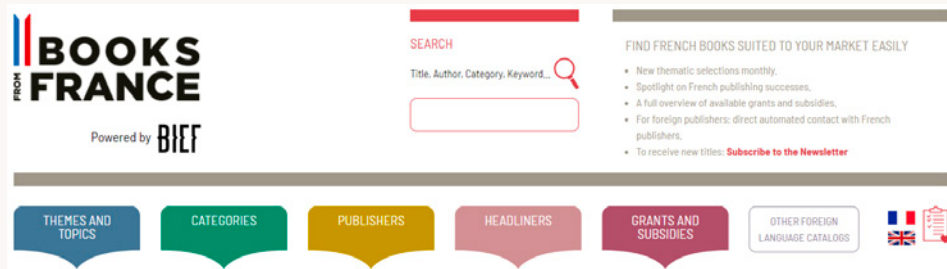 BOOKS
FROM
FRANCE
Powered by BIEF
SEARCH
Title, Author, Category, Keyword...
FIND FRENCH BOOKS SUITED TO YOUR MARKET EASILY
• New thematic selections monthly.
• Spotlight on French publishing successes.
• A full overview of available grants and subsidies.
• For foreign publishers: direct automated contact with French
publishers.
• To receive new titles: Subscribe to the Newsletter
THEMES AND
TOPICS
CATEGORIES
PUBLISHERS
HEADLINERS
GRANTS AND
SUBSIDIES
OTHER FOREIGN
LANGUAGE CATALOGS